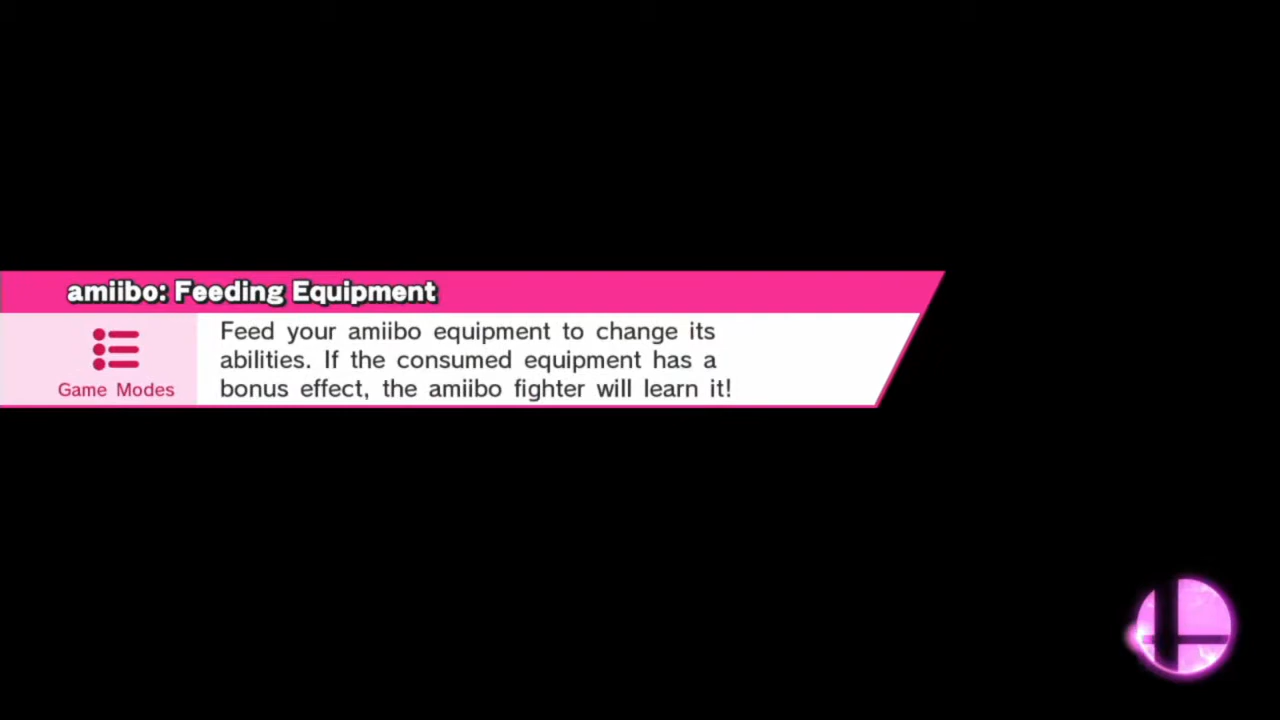 amiibo: Feeding Equipment
Feed your amiibo equipment to change its
abilities. If the consumed equipment has a
bonus effect, the amiibo fighter will learn it!
Game Modes